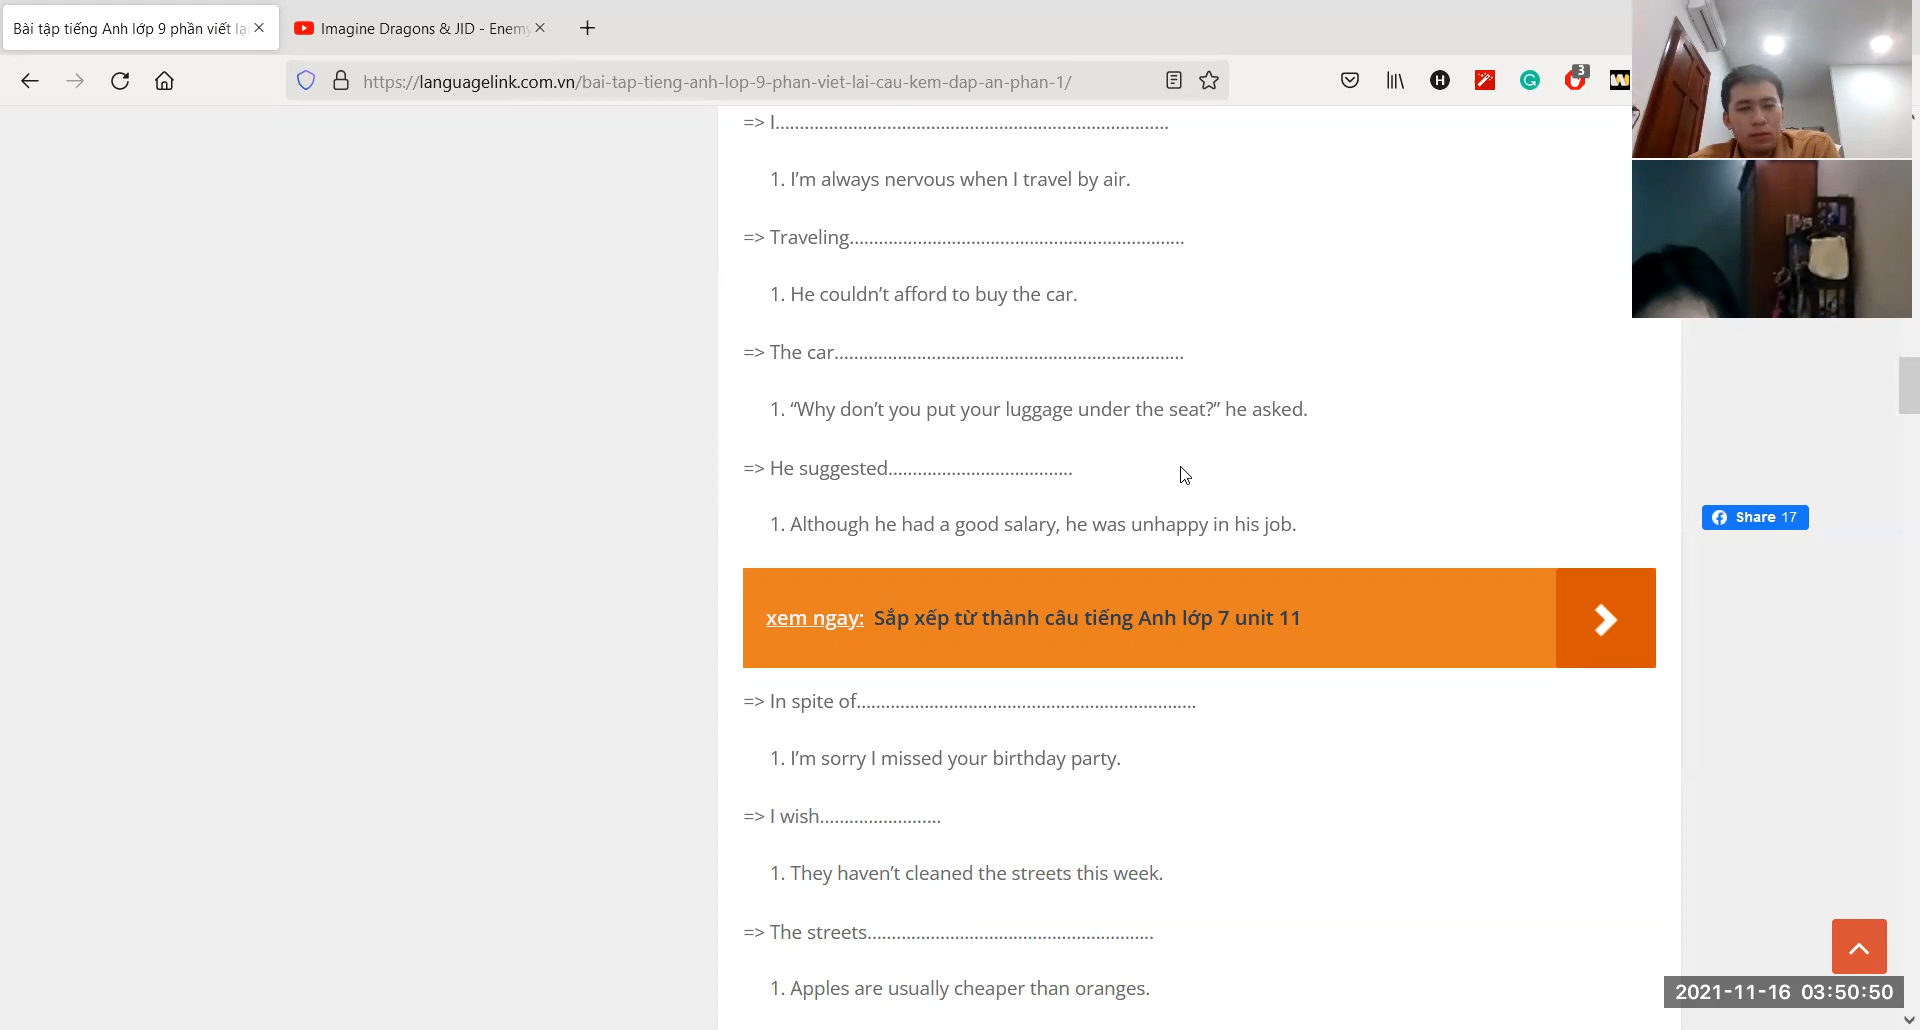 Bài tập tiếng Anh lớp 9 phần viết lại
Imagine Dragons & JID - Enemy
https://languagelink.com.vn/bai-tap-tieng-anh-lop-9-phan-viet-lai-cau-kem-dap-an-phan-1/
3
=> I.................................................................................
1. I’m always nervous when I travel by air.
=> Traveling.....................................................................
1. He couldn’t afford to buy the car.
=> The car........................................................................
1. “Why don’t you put your luggage under the seat?” he asked.
=> He suggested......................................
1. Although he had a good salary, he was unhappy in his job.
Share 17
xem ngay: Sắp xếp từ thành câu tiếng Anh lớp 7 unit 11
=> In spite of......................................................................
1. I’m sorry I missed your birthday party.
=> I wish.........................
1. They haven’t cleaned the streets this week.
=> The streets...........................................................
1. Apples are usually cheaper than oranges.
2021-11-16 03:50:50